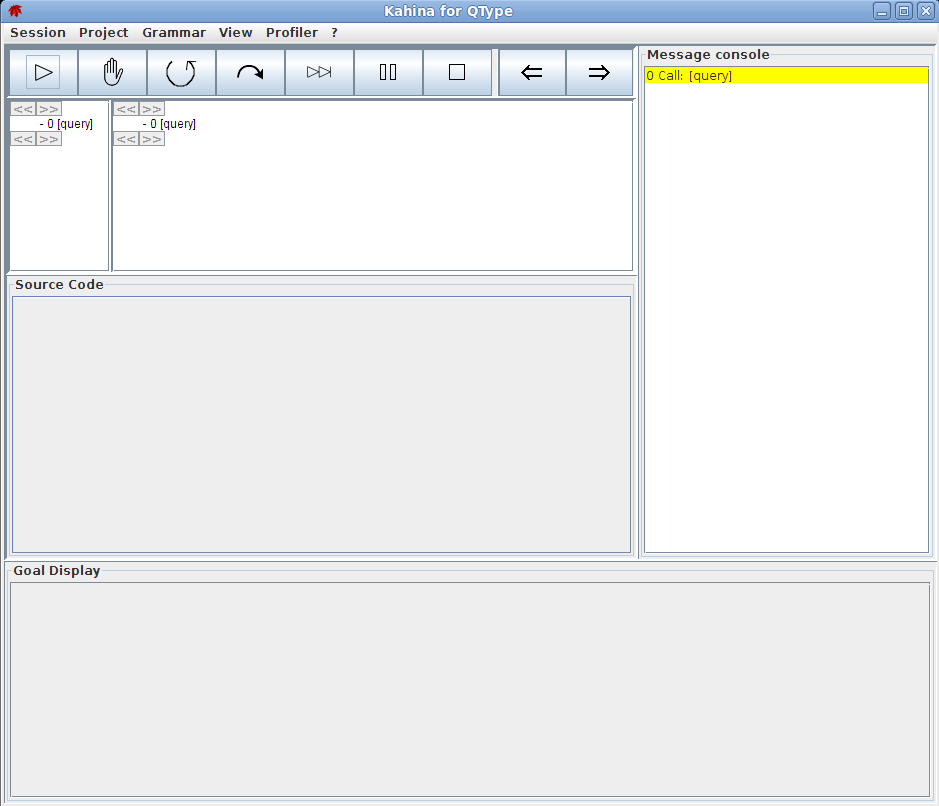 Kahina for QType
Session Project Grammar View Profiler ?
Message console
0 Call: [query]
<< >> << >>
- 0 [query] - 0 [query]
<< >> << >>
Source Code
Goal Display